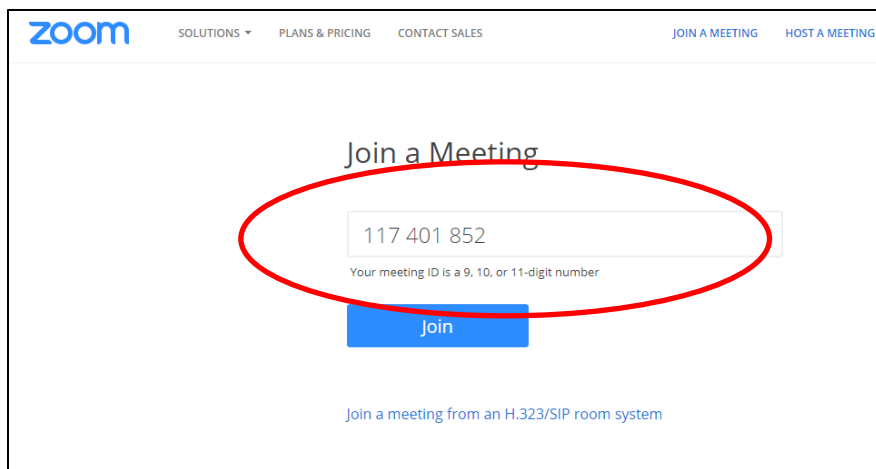 zoom SOLUTIONS PLANS & PRICING CONTACT SALES JOIN A MEETING HOST A MEETING
Join a Meeting
117 401 852
Your meeting ID is a 9, 10, or 11-digit number
Join
Join a meeting from an H.323/SIP room system